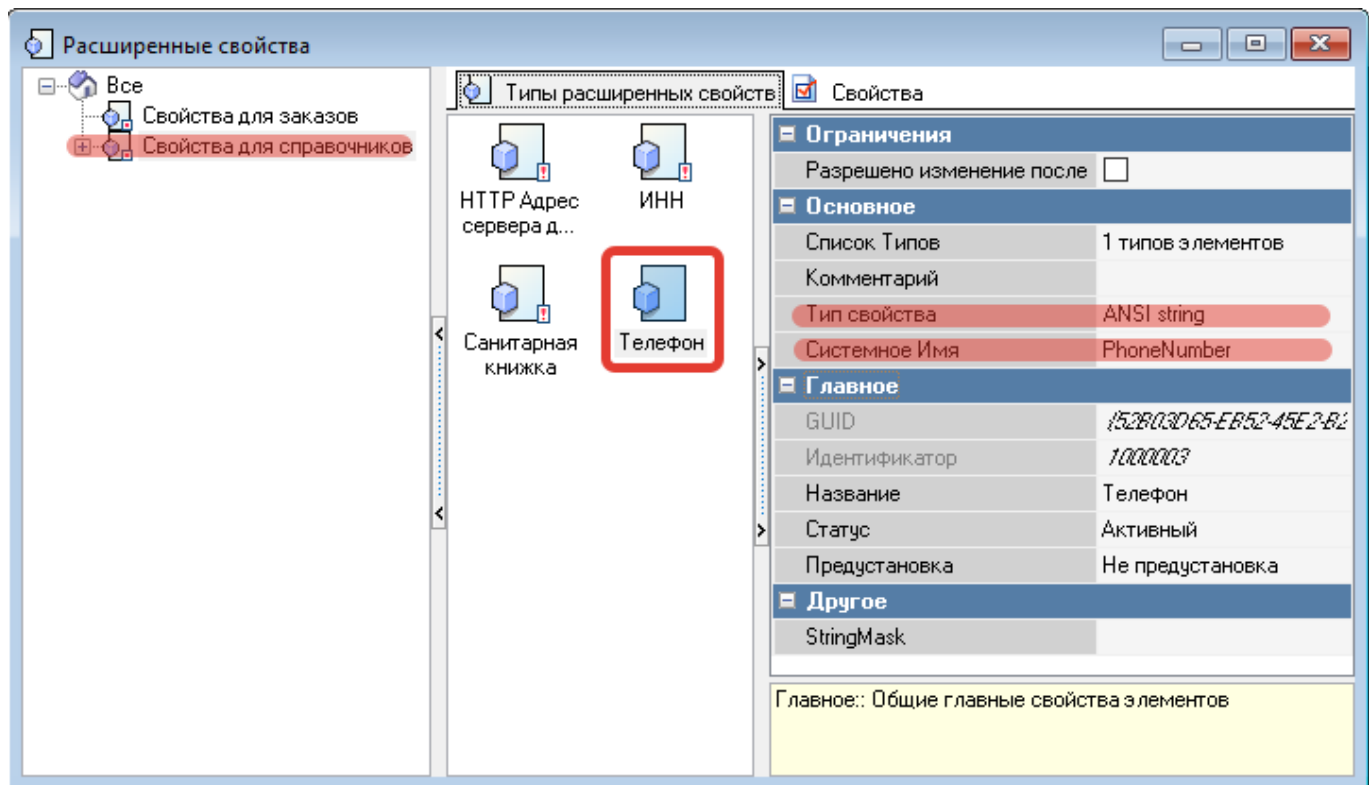 Расширенные свойства
Все
Свойства для заказов
Свойства для справочников
Типы расширенных свойств
Свойства
HTTP Адрес
сервера д...
ИНН
Санитарная
книжка
Телефон
Ограничения
Разрешено изменение после
Основное
Список Типов 1 типов элементов
Комментарий
Тип свойства ANSI string
Системное Имя PhoneNumber
Главное
GUID {52B03D65-EB52-45E2-B2
Идентификатор 1000003
Название Телефон
Статус Активный
Предустановка Не предустановка
Другое
StringMask
Главное:: Общие главные свойства элементов